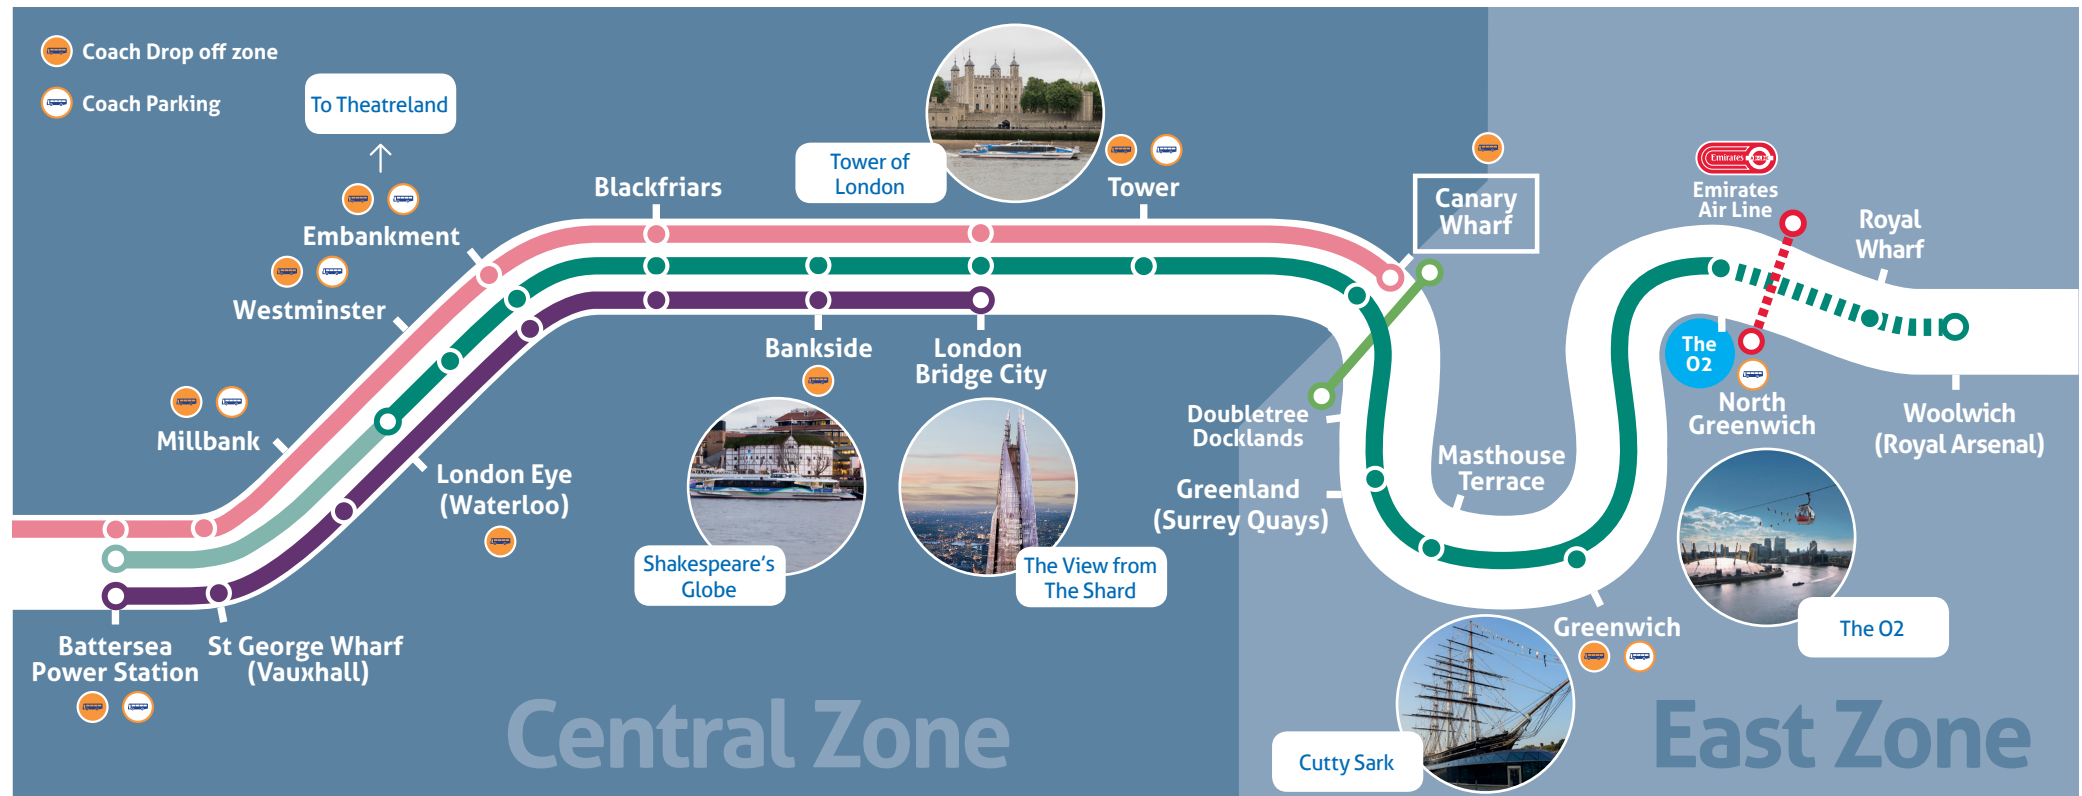 Coach Drop off zone
Coach Parking
To Theatreland
Embankment
Westminster
Millbank
Battersea
Power Station
St George Wharf
(Vauxhall)
London Eye
(Waterloo)
Blackfriars
Bankside
Shakespeare's
Globe
London
Bridge City
The View from
The Shard
Tower of
London
Tower
Canary
Wharf
Doubletree
Docklands
Greenland
(Surrey Quays)
Masthouse
Terrace
Greenwich
Cutty Sark
Emirates
Emirates
Air Line
The
O2
North
Greenwich
The O2
Royal
Wharf
Woolwich
(Royal Arsenal)
Central Zone
East Zone